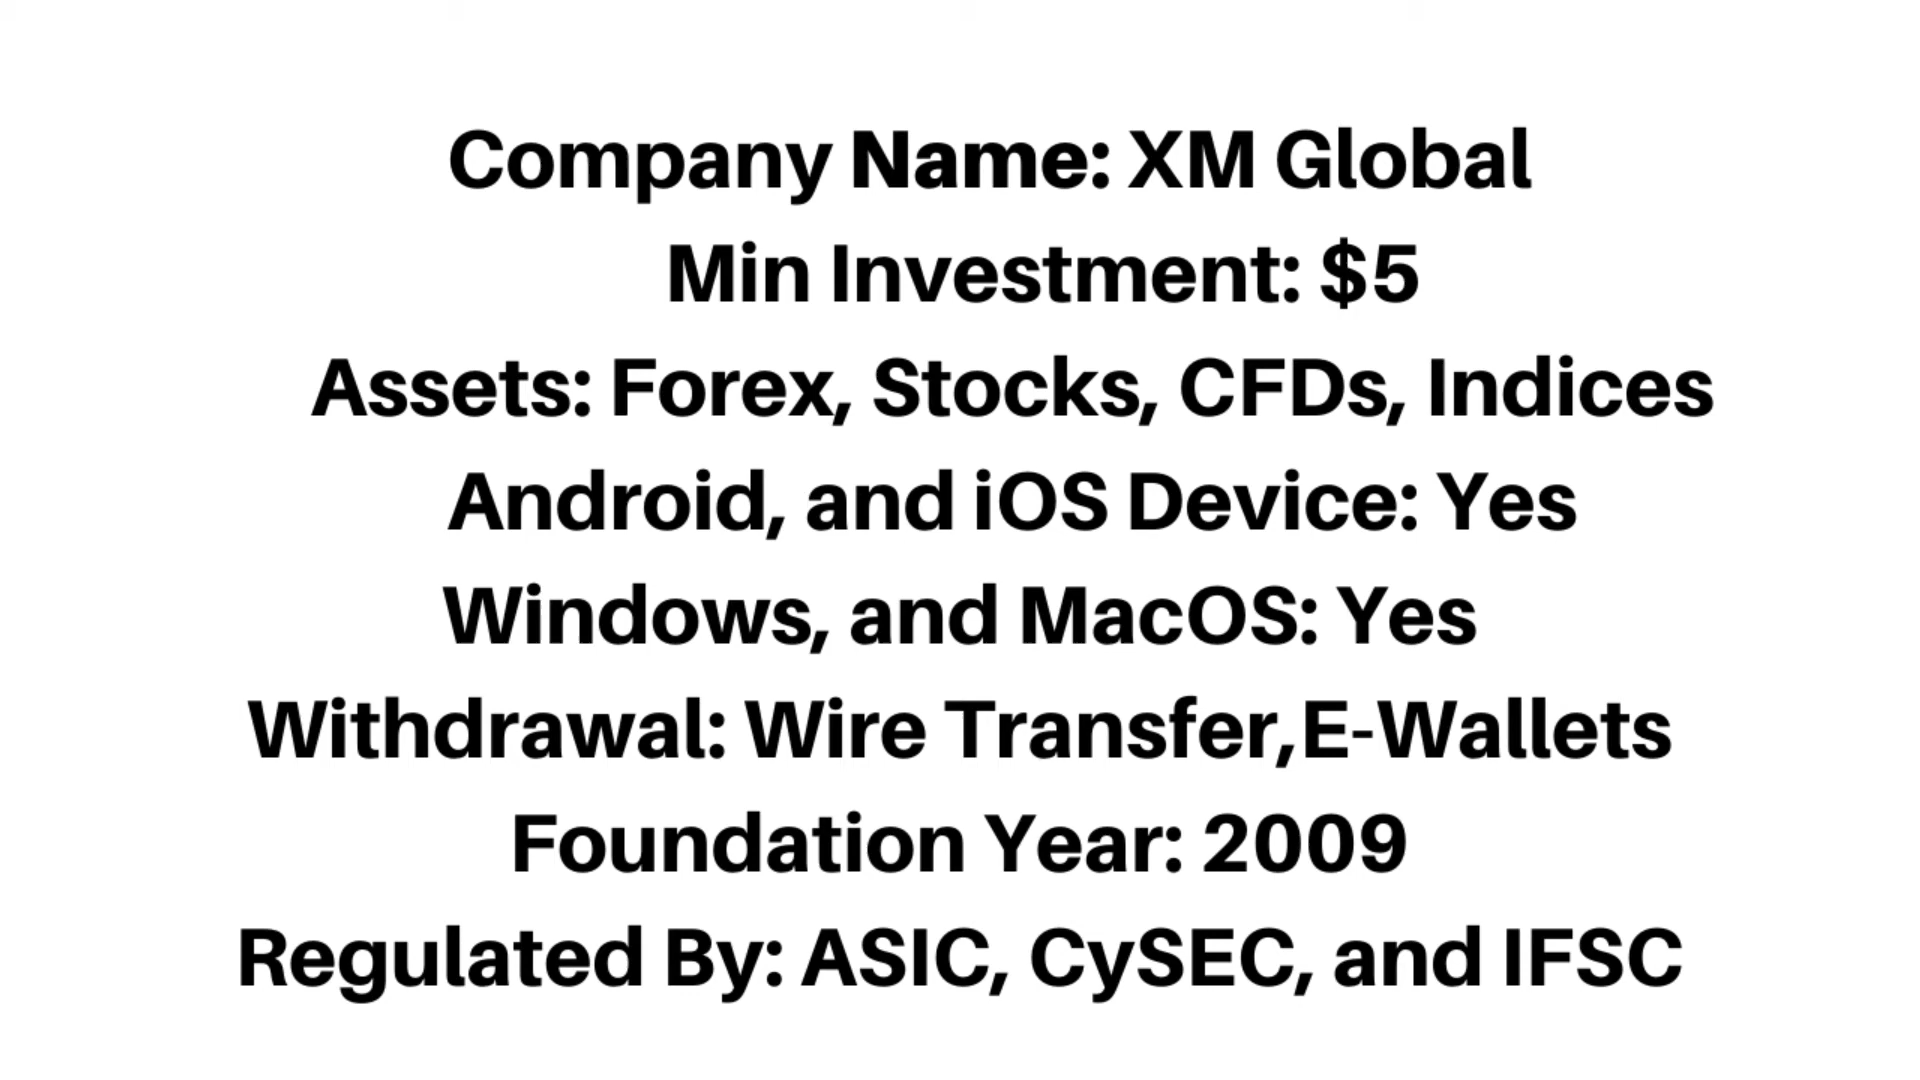 Company Name: XM Global
Min Investment: $5
Assets: Forex, Stocks, CFDs, Indices
Android, and iOS Device: Yes
Windows, and MacOS: Yes
Withdrawal: Wire Transfer,E-Wallets
Foundation Year: 2009
Regulated By: ASIC, CySEC, and IFSC